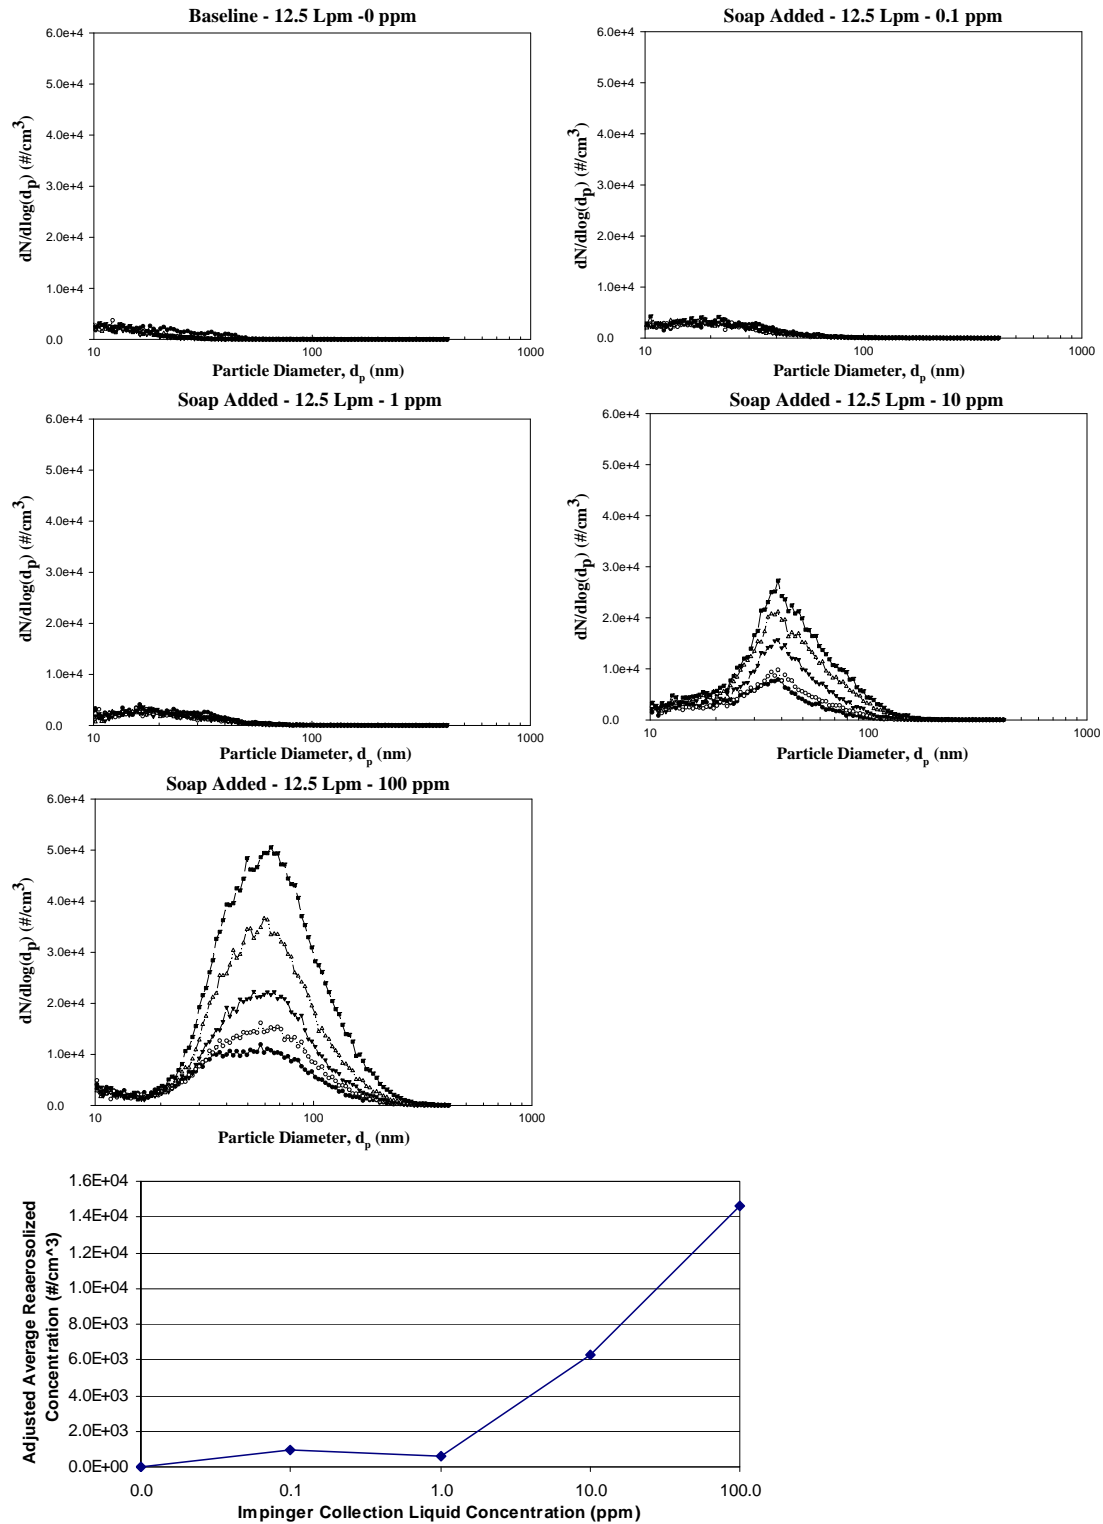 Baseline - 12.5 Lpm -0 ppm
6.0e+4
5.0e+4
4.0e+4
3.0e+4
2.0e+4
1.0e+4
0.0
dN/dlog(dp) (#/cm3)
10 100 1000
Particle Diameter, dp (nm)
Soap Added - 12.5 Lpm - 0.1 ppm
6.0e+4
5.0e+4
4.0e+4
3.0e+4
2.0e+4
1.0e+4
0.0
dN/dlog(dp) (#/cm3)
10 100 1000
Particle Diameter, dp (nm)
Soap Added - 12.5 Lpm - 1 ppm
6.0e+4
5.0e+4
4.0e+4
3.0e+4
2.0e+4
1.0e+4
0.0
dN/dlog(dp) (#/cm3)
10 100 1000
Particle Diameter, dp (nm)
Soap Added - 12.5 Lpm - 10 ppm
6.0e+4
5.0e+4
4.0e+4
3.0e+4
2.0e+4
1.0e+4
0.0
dN/dlog(dp) (#/cm3)
10 100 1000
Particle Diameter, dp (nm)
Soap Added - 12.5 Lpm - 100 ppm
6.0e+4
5.0e+4
4.0e+4
3.0e+4
2.0e+4
1.0e+4
0.0
dN/dlog(dp) (#/cm3)
10 100 1000
Particle Diameter, dp (nm)
1.6E+04
1.4E+04
1.2E+04
1.0E+04
8.0E+03
6.0E+03
4.0E+03
2.0E+03
0.0E+00
Adjusted Average Reaerosolized
Concentration (#/cm^3)
0.0 0.1 1.0 10.0 100.0
Impinger Collection Liquid Concentration (ppm)